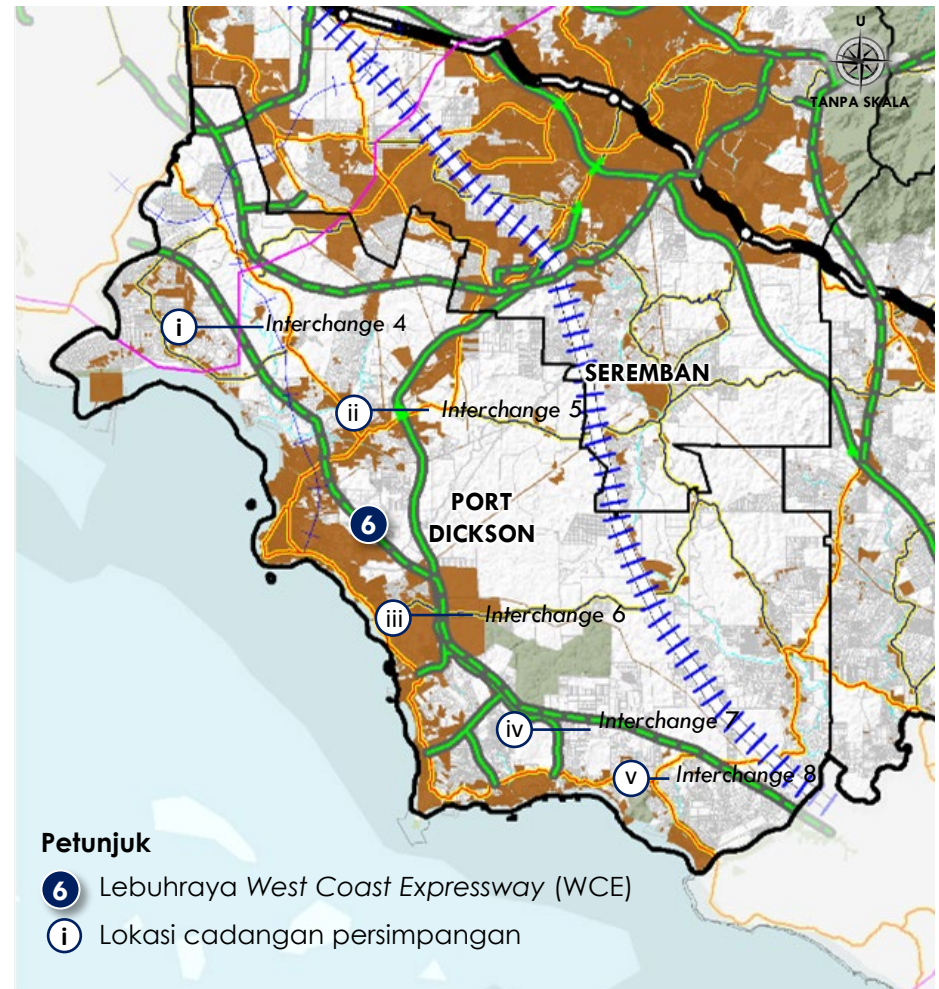 U
TANPA SKALA
i
Interchange 4
SEREMBAN
ii
Interchange 5
PORT
DICKSON
6
iii
Interchange 6
iv
Interchange 7
v
Interchange 8
Petunjuk
6 Lebuhraya West Coast Expressway (WCE)
i Lokasi cadangan persimpangan